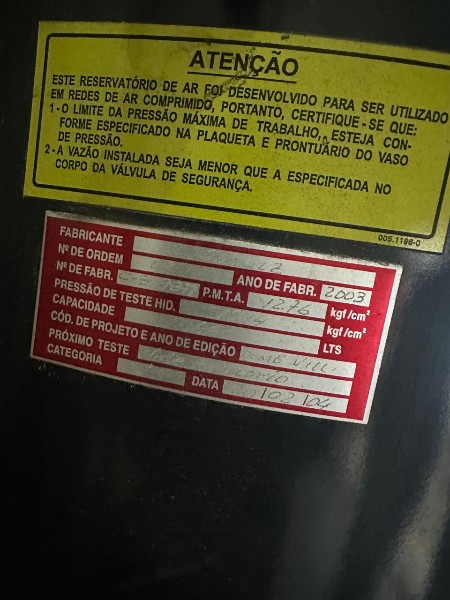 ATENÇÃO
ESTE RESERVATÓRIO DE AR FOI DESENVOLVIDO PARA SER UTILIZADO
EM REDES DE AR COMPRIMIDO, PORTANTO, CERTIFIQUE-SE QUE:
1-O LIMITE DA PRESSÃO MÁXIMA DE TRABALHO, ESTEJA CON-
FORME ESPECIFICADO NA PLAQUETA E PRONTUÁRIO DO VASO
DE PRESSÃO.
2-A VAZÃO INSTALADA SEJA MENOR QUE A ESPECIFICADA NO
CORPO DA VÁLVULA DE SEGURANÇA.
005.1186-0
FABRICANTE
Nº DE ORDEM
Nº DE FABR. ANO DE FABR. 2003
PRESSÃO DE TESTE HID. P.M.T.A. 12.76 kgf/cm²
CAPACIDADE kgf/cm²
CÓD. DE PROJETO E ANO DE EDIÇÃO LTS
PRÓXIMO TESTE
CATEGORIA DATA /02/04